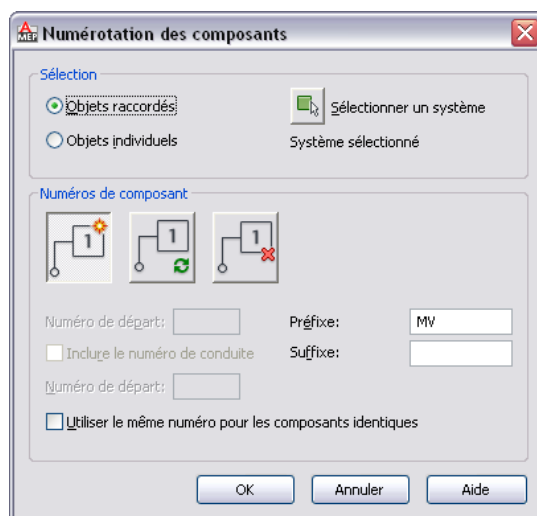 MEP Numérotation des composants
Sélection
Objets raccordés
Sélectionner un système
Objets individuels
Système sélectionné
Numéros de composant
1 1 1
Numéro de départ:
Préfixe: MV
Inclure le numéro de conduite
Suffixe:
Numéro de départ:
Utiliser le même numéro pour les composants identiques
OK Annuler Aide